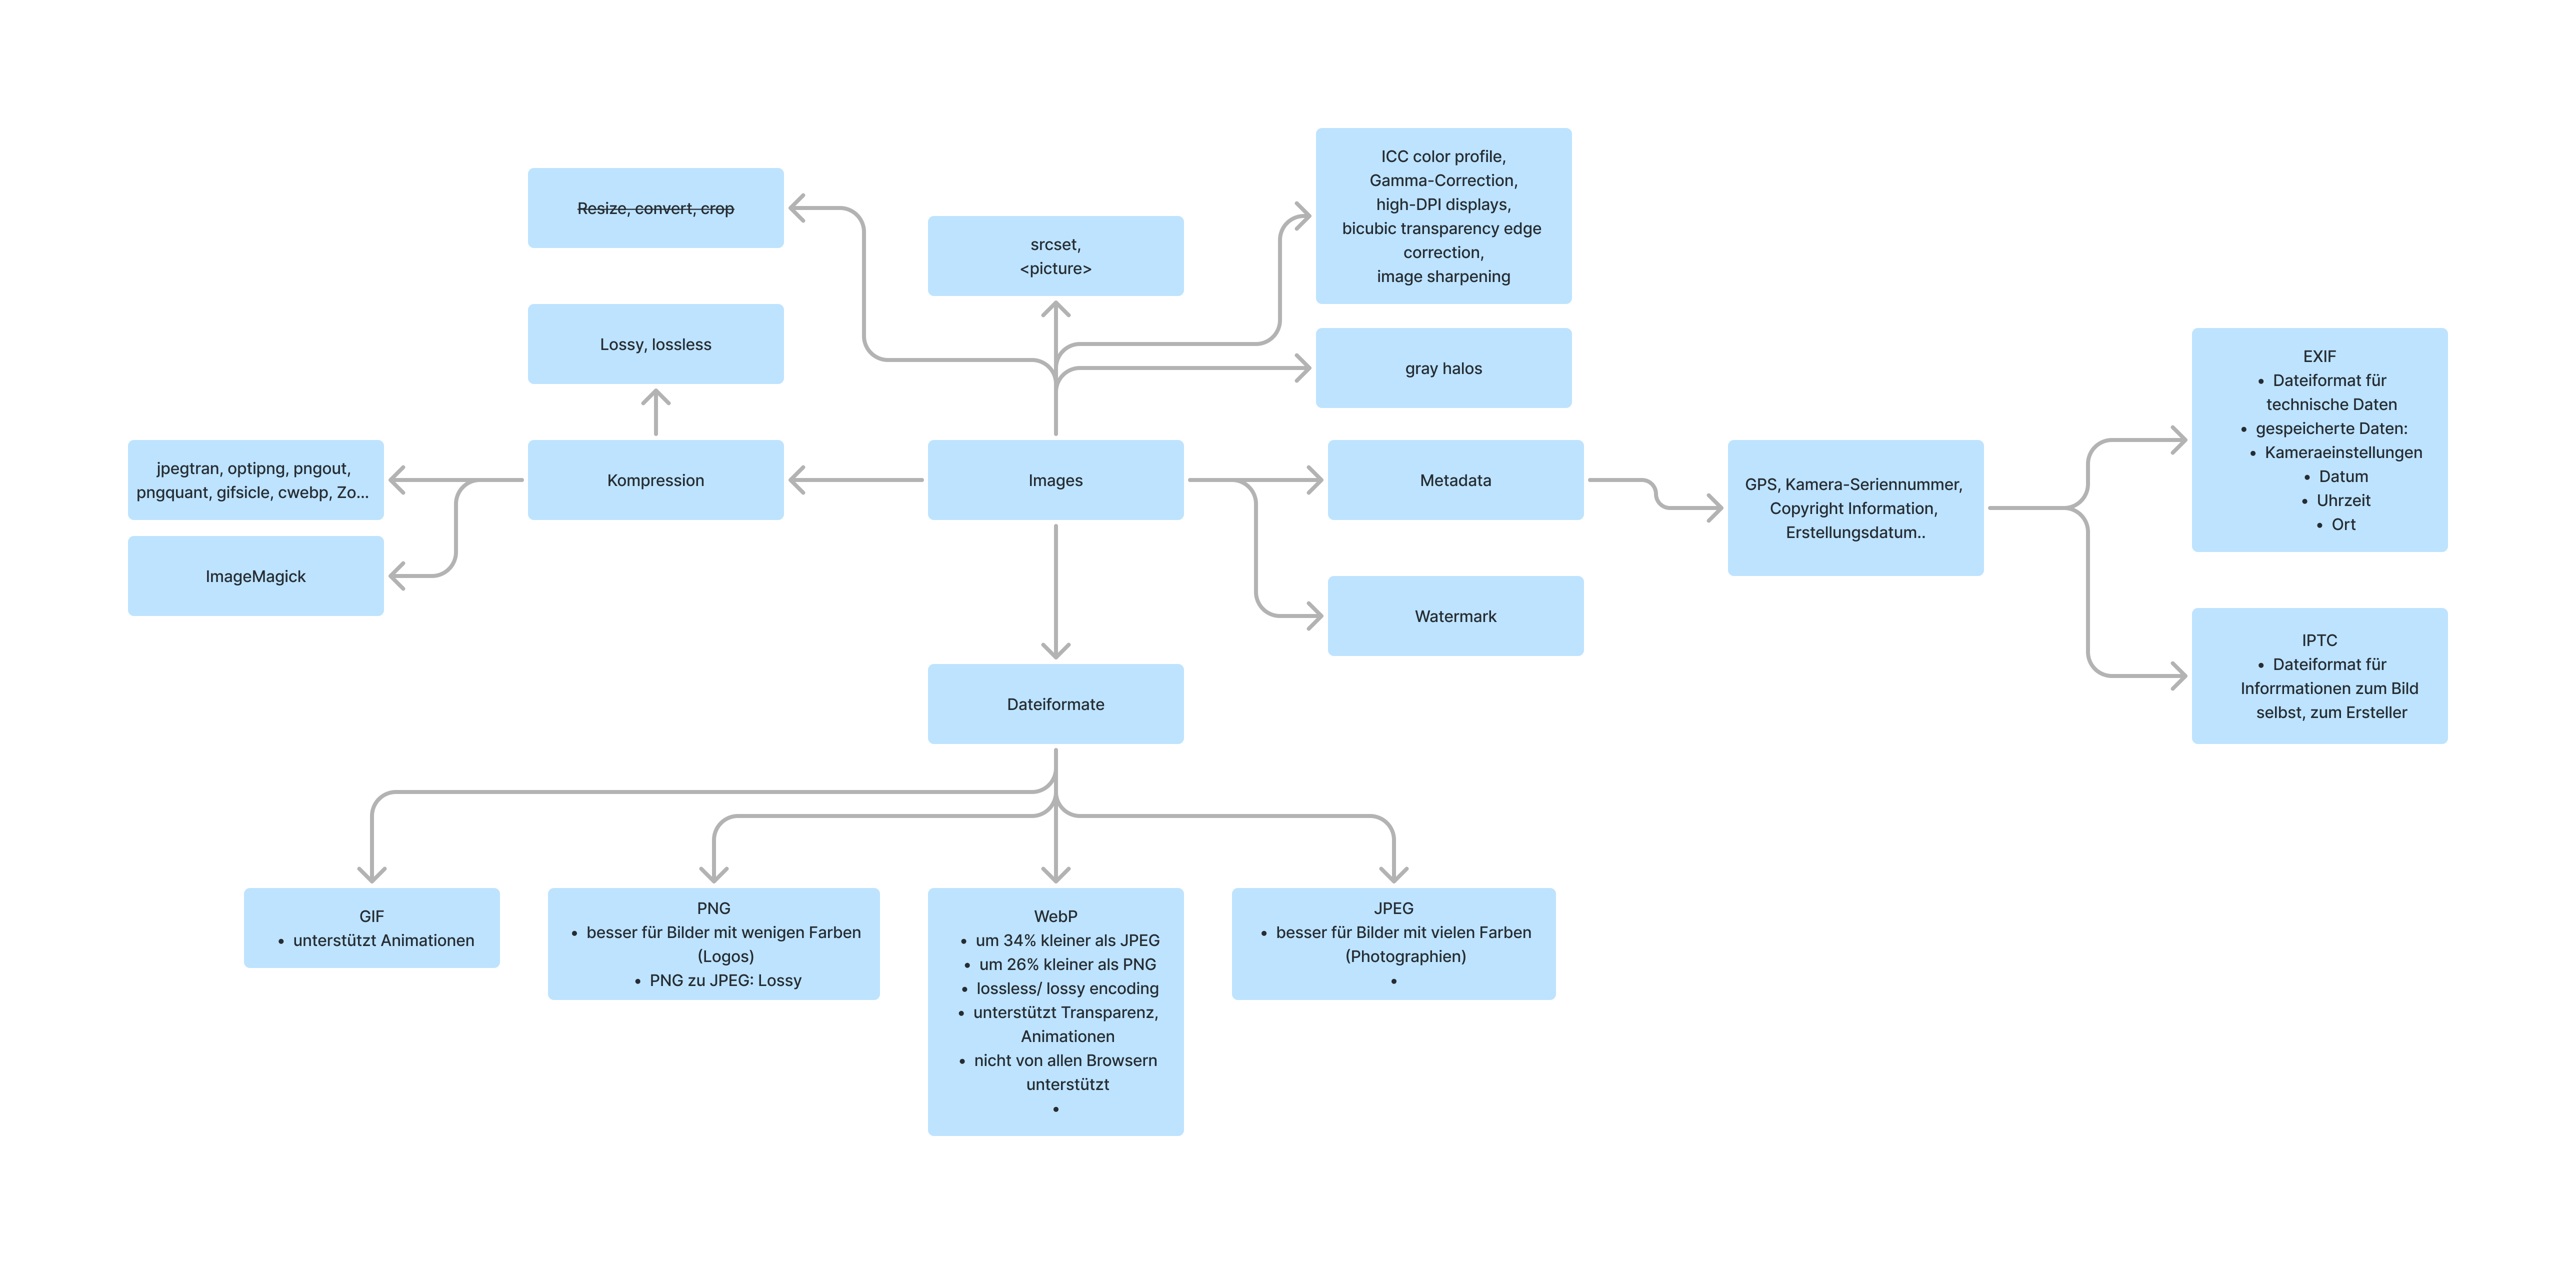 ICC color profile,
Gamma-Correction,
high-DPI displays,
bicubic transparency edge
correction,
image sharpening
Resize, convert, crop
srcset,
<picture>
Lossy, lossless
gray halos
EXIF
• Dateiformat für
technische Daten
• gespeicherte Daten:
• Kameraeinstellungen
• Datum
• Uhrzeit
• Ort
jpegtran, optipng, pngout,
pngquant, gifsicle, cwebp, Zo...
Kompression
Images
Metadata
GPS, Kamera-Seriennummer,
Copyright Information,
Erstellungsdatum..
ImageMagick
Watermark
IPTC
• Dateiformat für
Inforrmationen zum Bild
selbst, zum Ersteller
Dateiformate
GIF
• unterstützt Animationen
PNG
• besser für Bilder mit wenigen Farben
(Logos)
• PNG zu JPEG: Lossy
WebP
• um 34% kleiner als JPEG
• um 26% kleiner als PNG
• lossless/ lossy encoding
• unterstützt Transparenz,
Animationen
• nicht von allen Browsern
unterstützt
•
JPEG
• besser für Bilder mit vielen Farben
(Photographien)
•